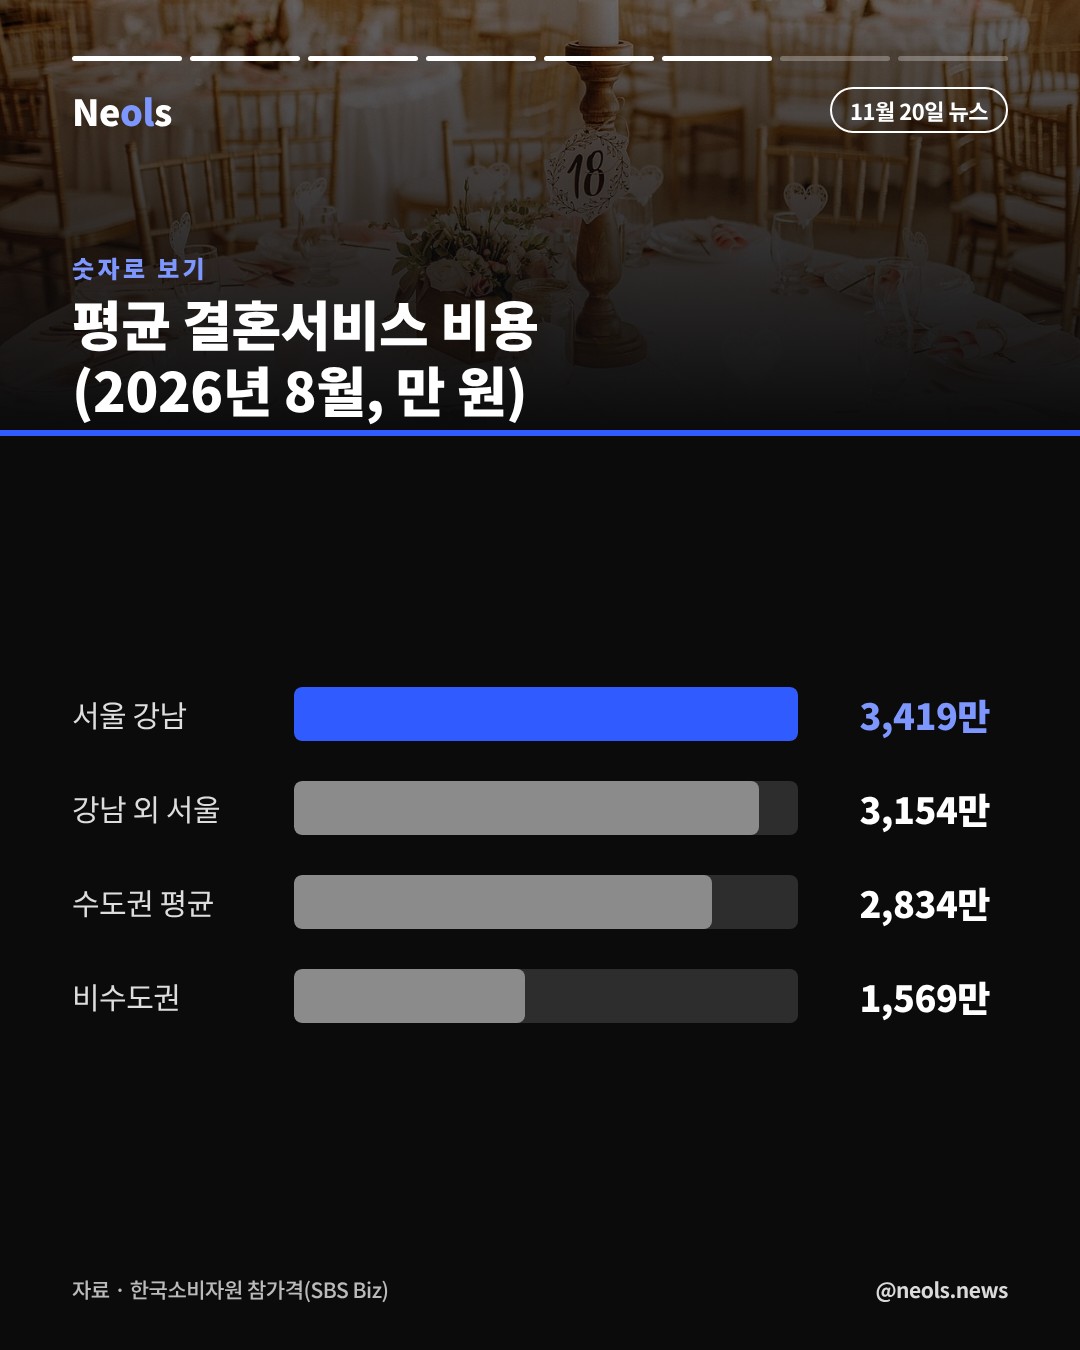 Neols
11월 20일 뉴스
18
숫자로 보기
평균 결혼서비스 비용
(2026년 8월, 만 원)
서울 강남 3,419만
강남 외 서울 3,154만
수도권 평균 2,834만
비수도권 1,569만
자료 · 한국소비자원 참가격(SBS Biz)
@neols.news